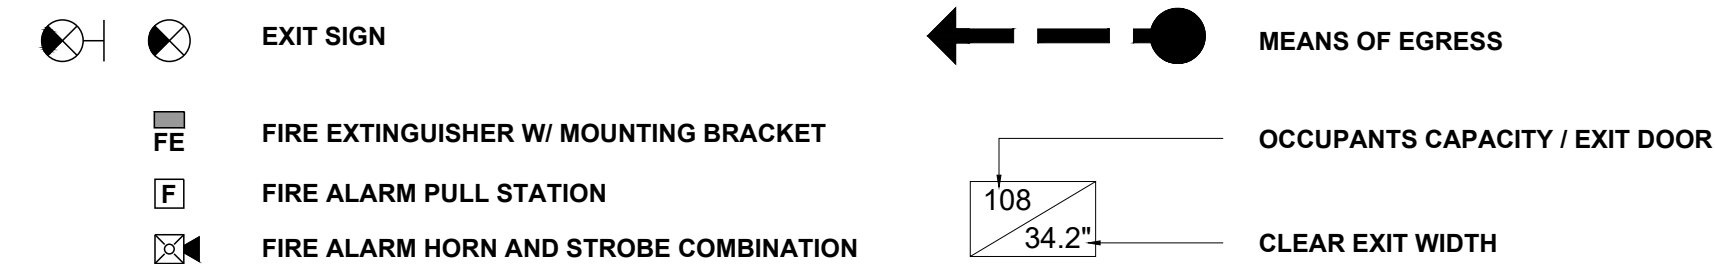 EXIT SIGN
FE
FIRE EXTINGUISHER W/ MOUNTING BRACKET
F
FIRE ALARM PULL STATION
FIRE ALARM HORN AND STROBE COMBINATION
MEANS OF EGRESS
OCCUPANTS CAPACITY / EXIT DOOR
108
34.2"
CLEAR EXIT WIDTH